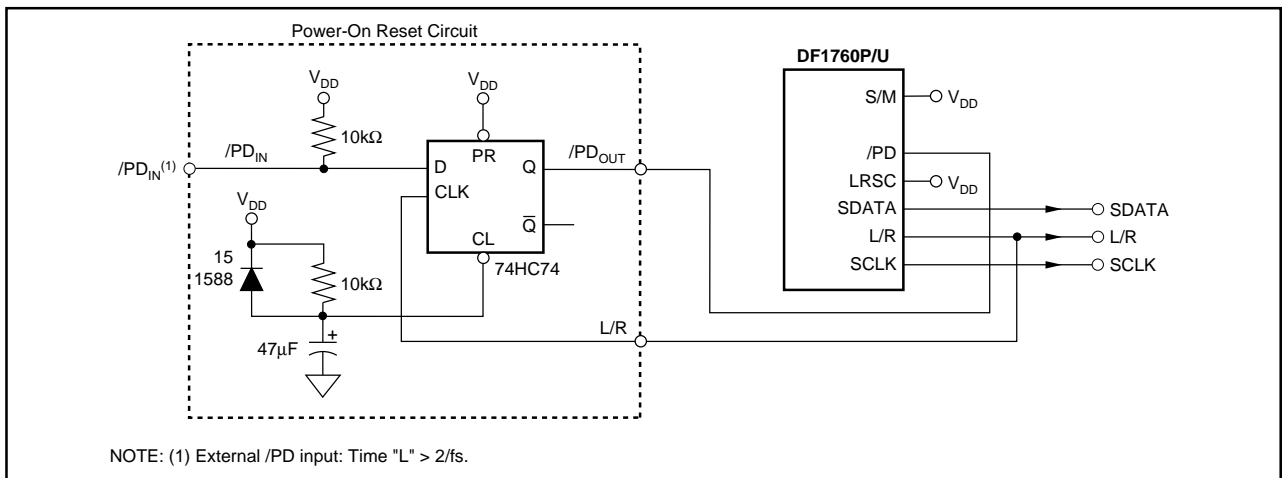 Power-On Reset Circuit
V_DD
V_DD
10kΩ
/PD_IN^(1)
/PD_IN
D
PR
Q
/PD_OUT
CLK
Q̅
CL
74HC74
V_DD
15
1588
10kΩ
47µF
+
L/R
DF1760P/U
S/M
V_DD
/PD
LRSC
V_DD
SDATA
SDATA
L/R
L/R
SCLK
SCLK
NOTE: (1) External /PD input: Time "L" > 2/fs.